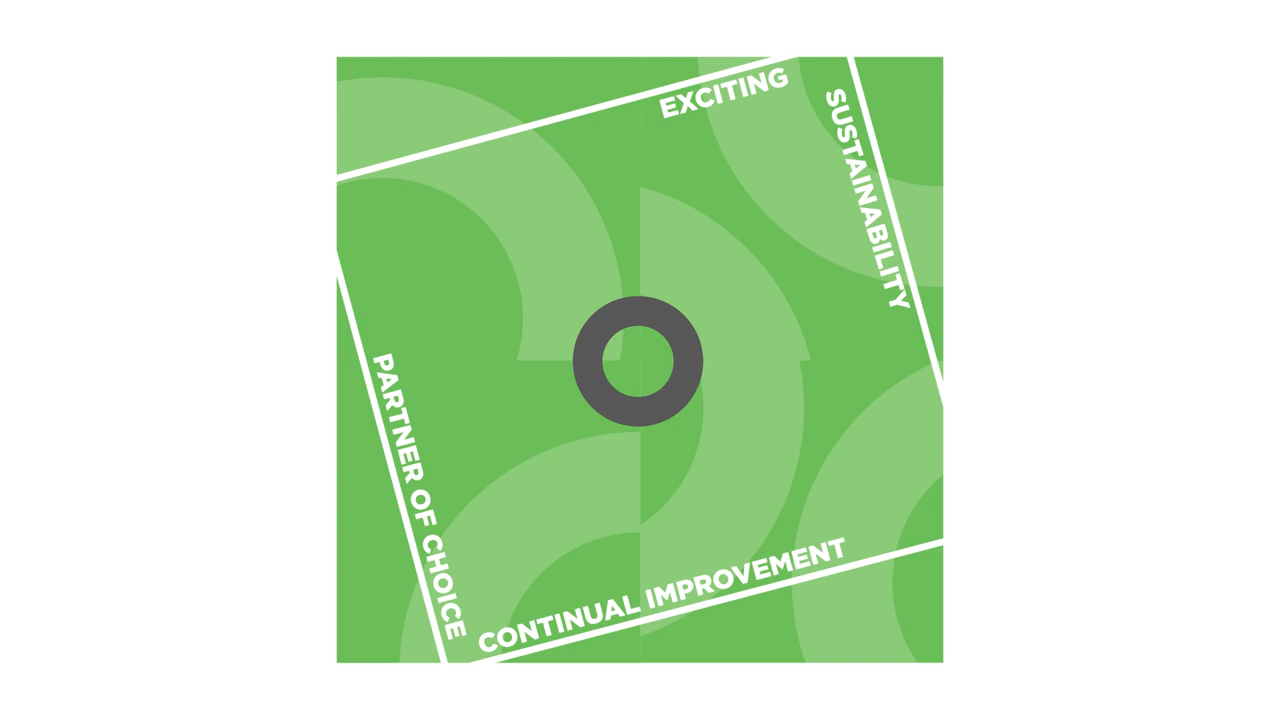 EXCITING
SUSTAINABILITY
PARTNER OF CHOICE
CONTINUAL IMPROVEMENT